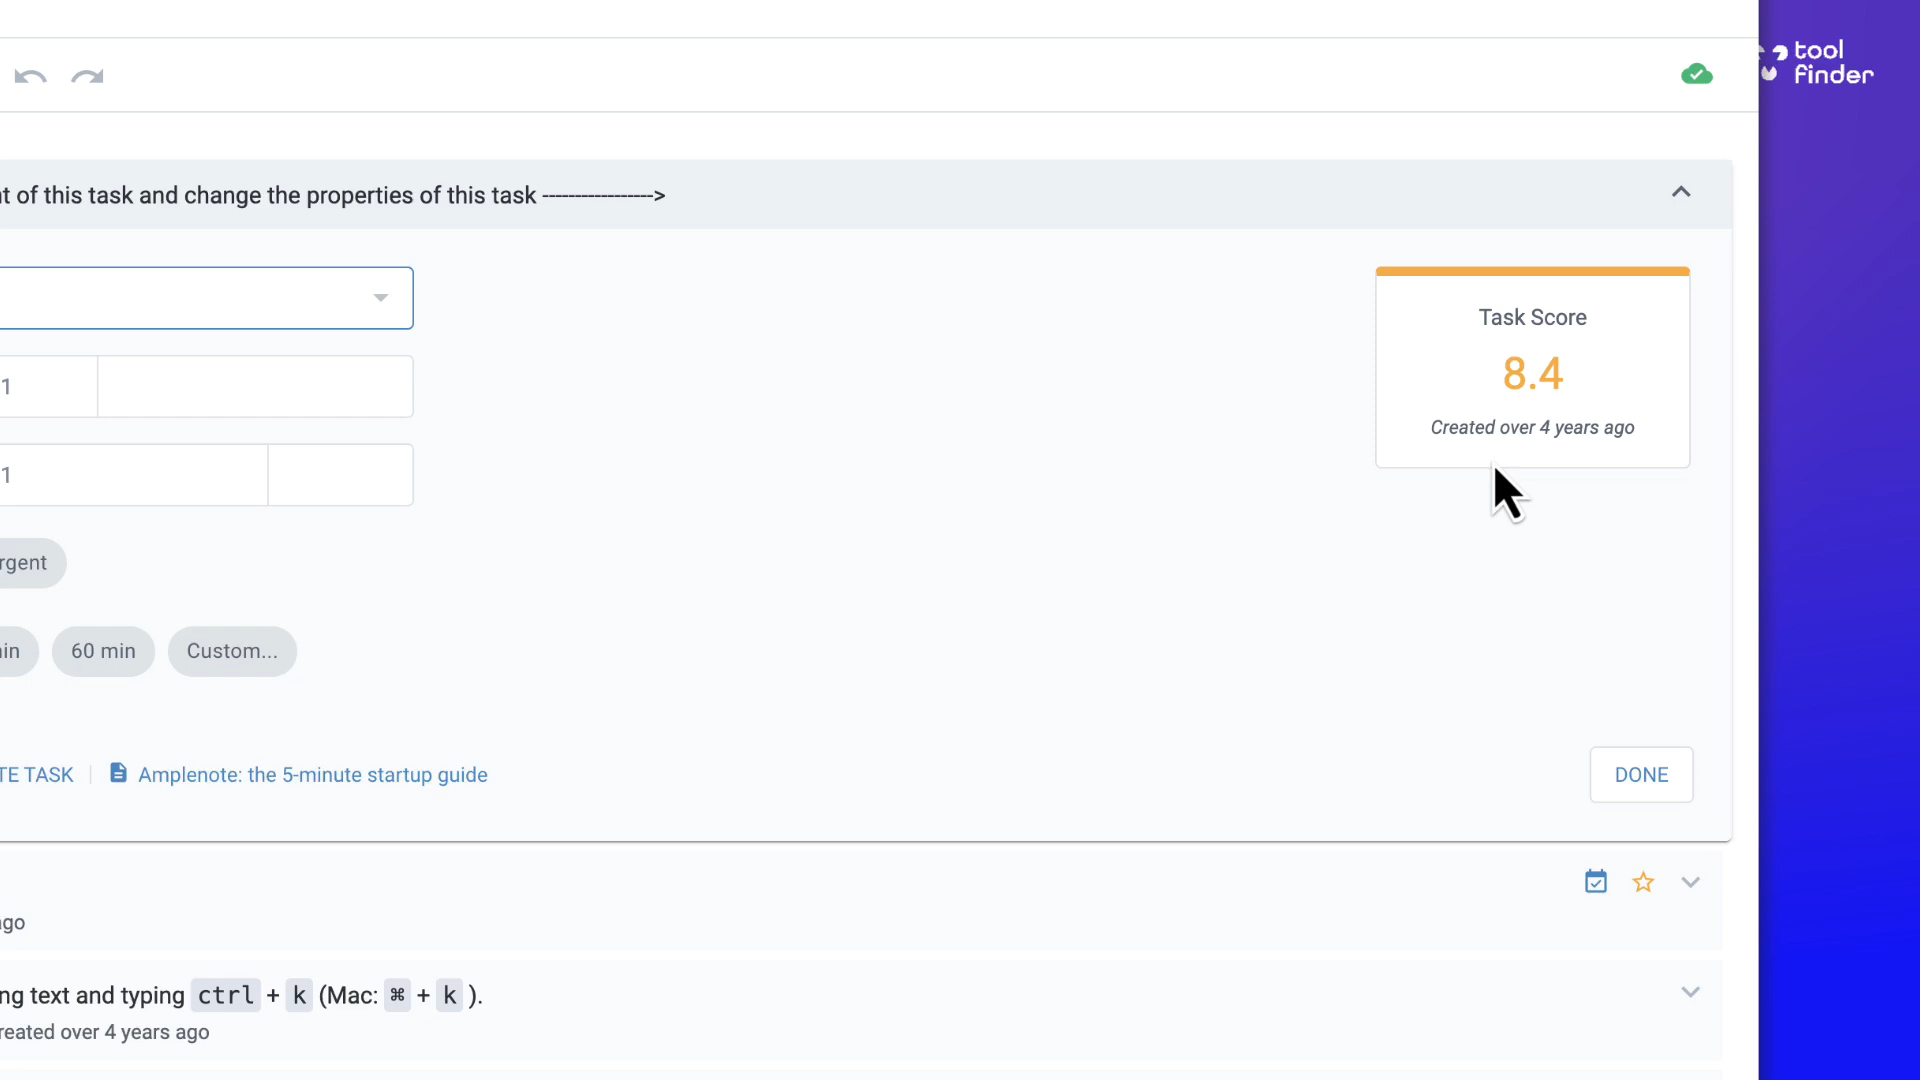 tool
finder
t of this task and change the properties of this task ----------------->
Task Score
8.4
Created over 4 years ago
1
1
rgent
in
60 min
Custom...
TE TASK
Amplenote: the 5-minute startup guide
DONE
ago
ng text and typing ctrl + k (Mac: ⌘ + k ).
reated over 4 years ago